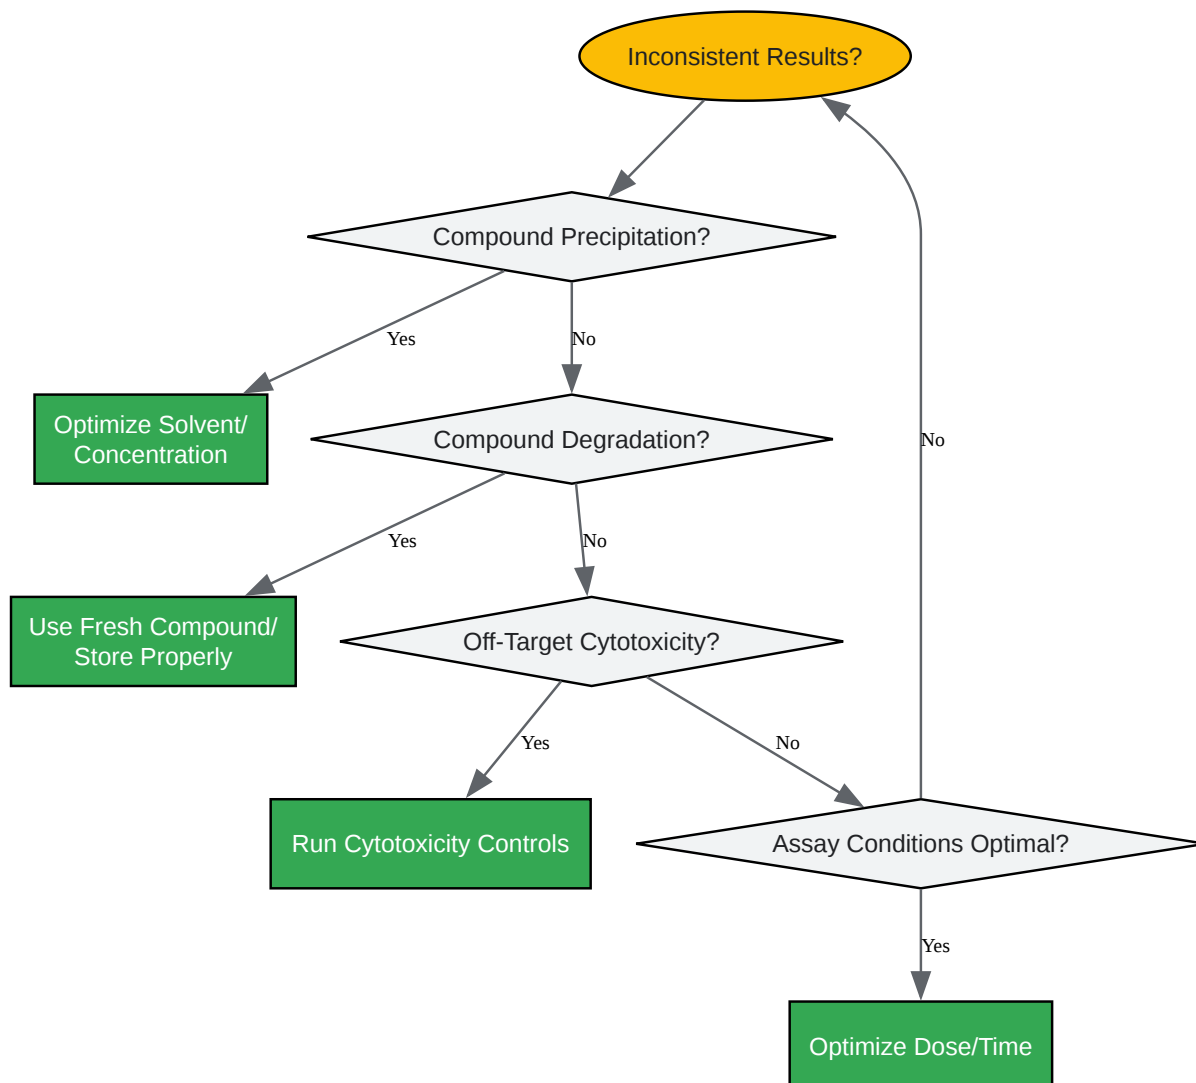 Inconsistent Results?
Compound Precipitation?
Yes
No
Optimize Solvent/
Concentration
Compound Degradation?
No
Yes
No
Use Fresh Compound/
Store Properly
Off-Target Cytotoxicity?
Yes
No
Run Cytotoxicity Controls
Assay Conditions Optimal?
Yes
Optimize Dose/Time